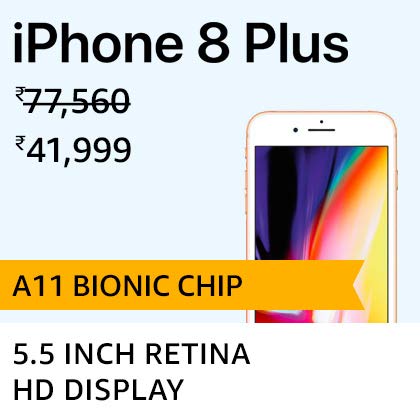 iPhone 8 Plus
₹77,560
₹41,999
A11 BIONIC CHIP
5.5 INCH RETINA
HD DISPLAY